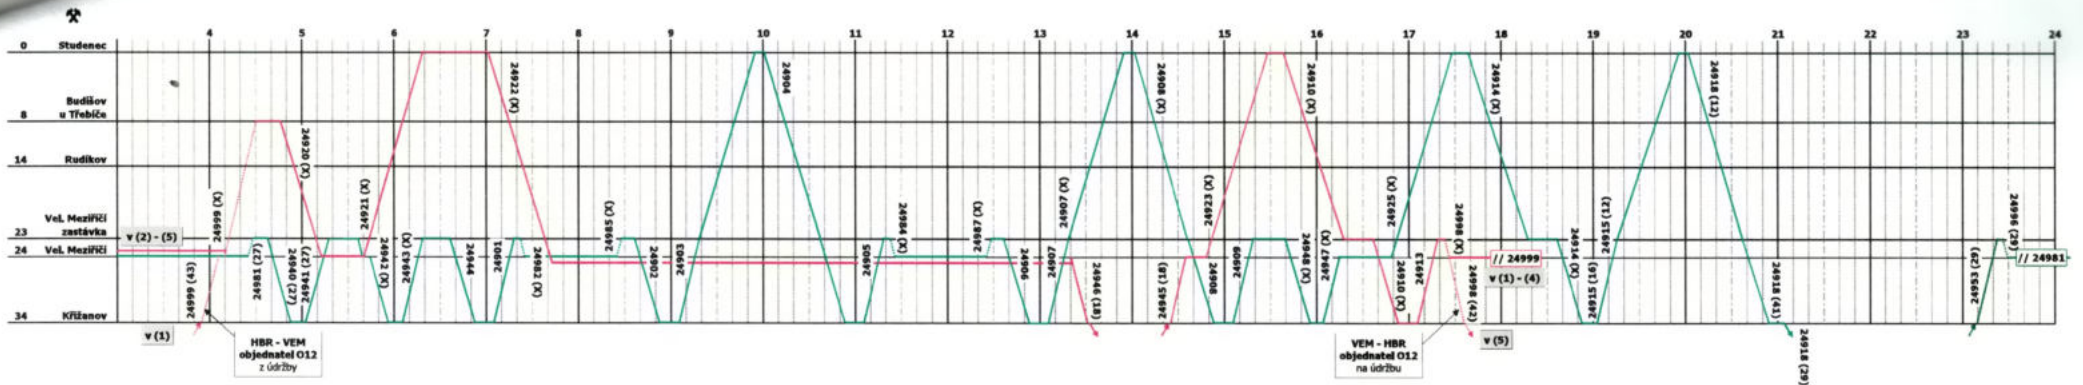 4 5 6 7 8 9 10 11 12 13 14 15 16 17 18 19 20 21 22 23 24
0 Studenec
8 Budišov
u Třebíče
14 Rudíkov
23 Vel. Meziříčí
zastávka
24 Vel. Meziříčí
34 Křižanov
v (2) - (5)
v (1)
24999 (43)
24999 (X)
24981 (27)
24940 (27)
24941 (27)
24920 (X)
24921 (X)
24942 (X)
24943 (X)
24944
24901
24922 (X)
24982 (X)
24985 (X)
24902
24903
24904
24905
24984 (X)
24987 (X)
24906
24907
24907 (X)
24946 (18)
24908 (X)
24945 (18)
24923 (X)
24908
24909
24910 (X)
24948 (X)
24947 (X)
24925 (X)
24910 (X)
24913
24998 (X)
24998 (42)
24914 (X)
// 24999
v (1) - (4)
v (5)
24914 (X)
24915 (16)
24915 (12)
24918 (12)
24918 (41)
24918 (29)
24953 (29)
24996 (29)
// 24981
HBR - VEM
objednatel O12
z údržby
VEM - HBR
objednatel O12
na údržbu